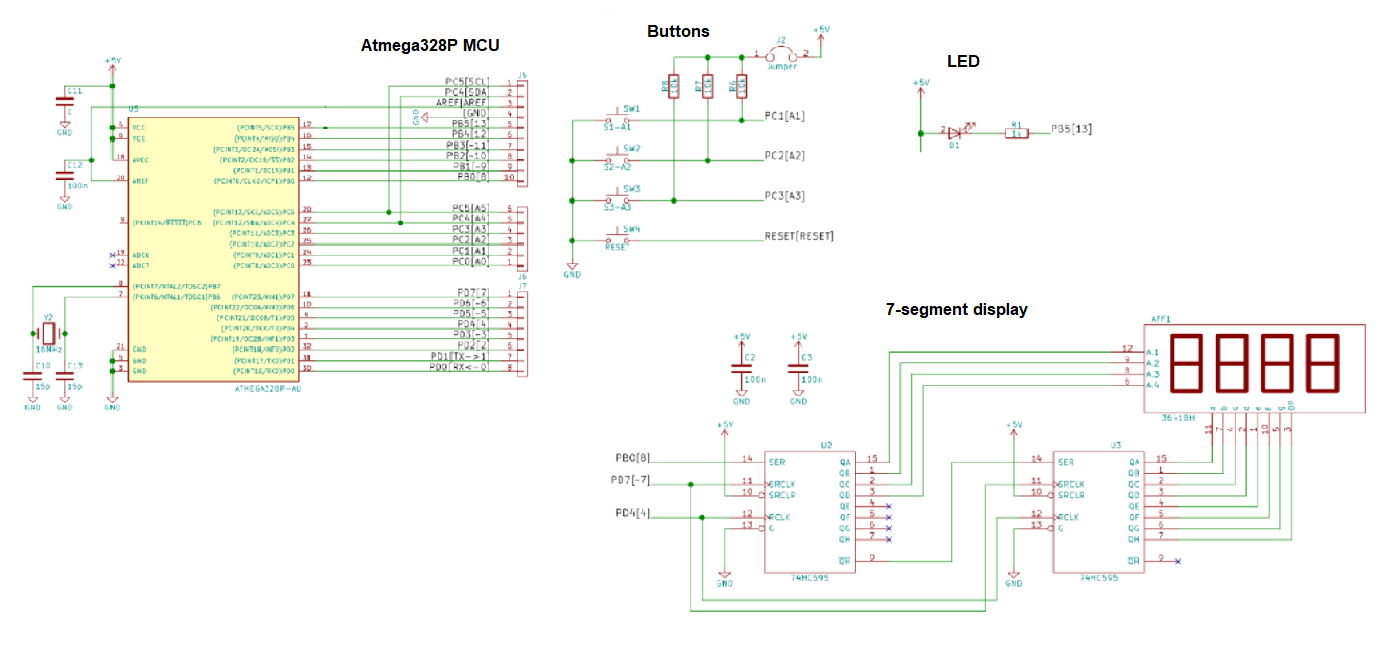 Atmega328P MCU
+5V
C11
C
GND
C12
100n
GND
U5
4 VCC
6 VCC
18 AVCC
20 AREF
(PCINT14/RESET)PC6
19 ADC6
22 ADC7
8 (PCINT7/XTAL2/TOSC2)PB7
7 (PCINT6/XTAL1/TOSC1)PB6
21 GND
5 GND
3 GND
(PCINT5/SCK)PB5 17
(PCINT4/MISO)PB4 16
(PCINT3/OC2A/MOSI)PB3 15
(PCINT2/OC1B/SS)PB2 14
(PCINT1/OC1A)PB1 13
(PCINT0/CLKO/ICP1)PB0 12
(PCINT13/SCL/ADC5)PC5 28
(PCINT12/SDA/ADC4)PC4 27
(PCINT11/ADC3)PC3 26
(PCINT10/ADC2)PC2 25
(PCINT9/ADC1)PC1 24
(PCINT8/ADC0)PC0 23
(PCINT23/AIN1)PD7 11
(PCINT22/OC0A/AIN0)PD6 10
(PCINT21/OC0B/T1)PD5 9
(PCINT20/XCK/T0)PD4 2
(PCINT19/OC2B/INT1)PD3 1
(PCINT18/INT0)PD2 32
(PCINT17/TXD)PD1 31
(PCINT16/RXD)PD0 30
ATMEGA328P-AU
Y2
16MHz
C10
15p
GND
C13
15p
GND
GND
J5
PC5[SCL] 1
PC4[SDA 2
AREF[AREF 3
GND
[GND] 4
PB5[13] 5
PB4[12] 6
PB3[~11] 7
PB2[~10] 8
PB1[~9] 9
PB0[8] 10
PC5[A5] 6
PC4[A4] 5
PC3[A3] 4
PC2[A2] 3
PC1[A1] 2
PC0[A0] 1
J6
J7
PD7[7] 1
PD6[~6] 2
PD5[~5] 3
PD4[4] 4
PD3[~3] 5
PD2[2] 6
PD1[TX->1] 7
PD0[RX<-0] 8
Buttons
J2
+5V
1 2
Jumper
R8 10k
R7 10k
R6 10k
SW1
S1-A1
PC1[A1]
SW2
S2-A2
PC2[A2]
SW3
S3-A3
PC3[A3]
SW4
RESET
RESET[RESET]
GND
LED
+5V
2 1
D1
R1
1k
PB5[13]
7-segment display
AFF1
12 A.1
9 A.2
8 A.3
6 A.4
3641BH
a b c d e f g DP
11 7 4 2 1 10 5 3
+5V
C2
100n
GND
+5V
C3
100n
GND
+5V
U2
PB0[8] 14 SER
PD7[~7] 11 SRCLK
10 SRCLR
PD4[4] 12 RCLK
13 G
QA 15
QB 1
QC 2
QD 3
QE 4
QF 5
QG 6
QH 7
QH 9
74HC595
GND
+5V
U3
14 SER
11 SRCLK
10 SRCLR
12 RCLK
13 G
QA 15
QB 1
QC 2
QD 3
QE 4
QF 5
QG 6
QH 7
QH 9
74HC595
GND